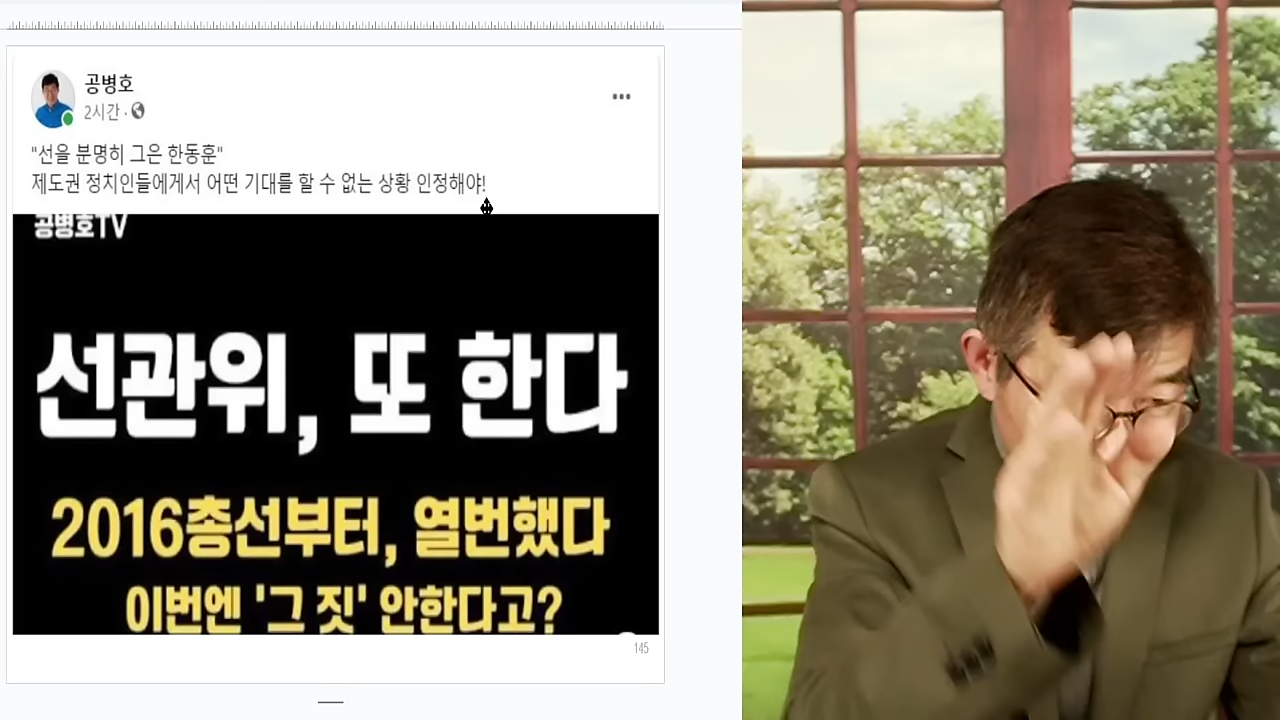 공병호
2시간 ·
"선을 분명히 그은 한동훈"
제도권 정치인들에게서 어떤 기대를 할 수 없는 상황 인정해야!
공병호TV
선관위, 또 한다
2016총선부터, 열번했다
이번엔 '그 짓' 안한다고?
145